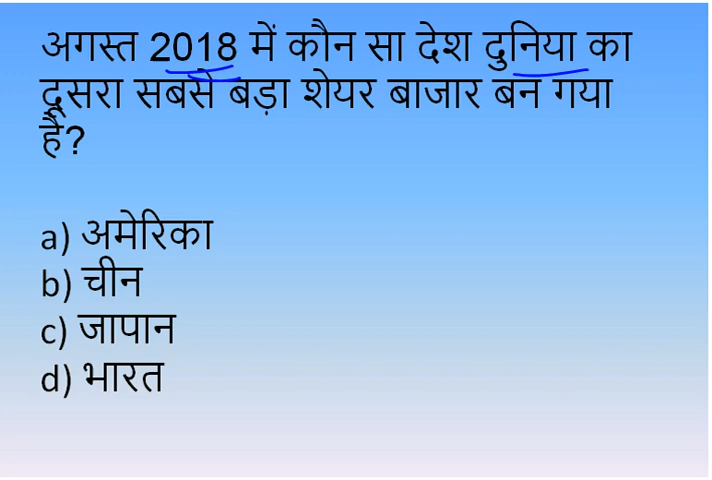 अगस्त 2018 में कौन सा देश दुनिया का
दूसरा सबसे बड़ा शेयर बाजार बन गया
है?
a) अमेरिका
b) चीन
c) जापान
d) भारत